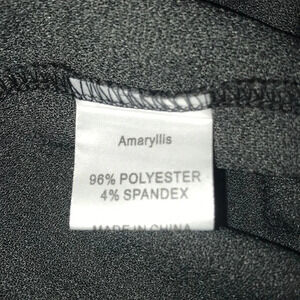 Amaryllis
96% POLYESTER
4% SPANDEX
MADE IN CHINA